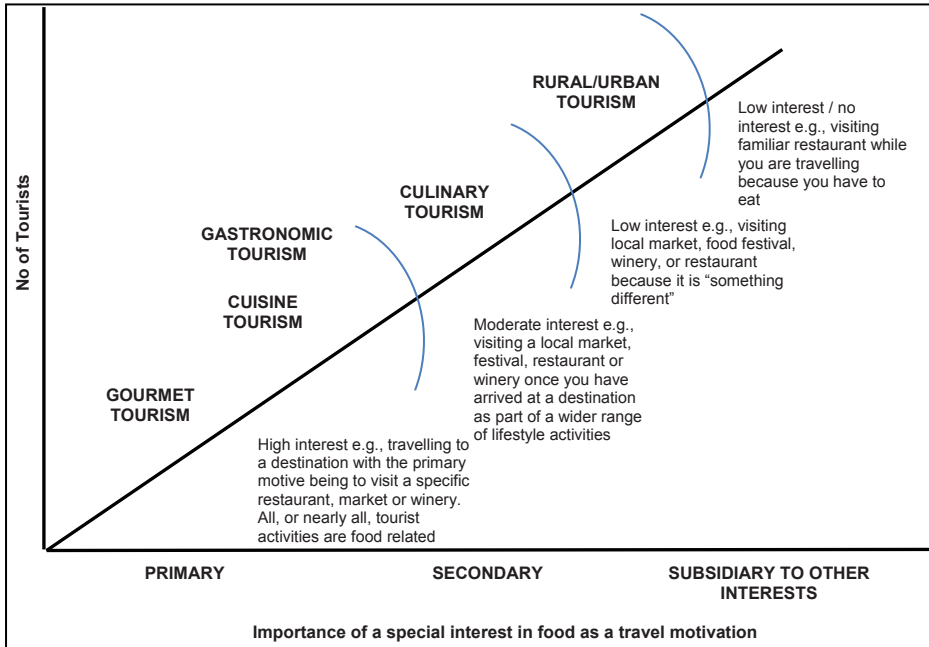 No of Tourists
RURAL/URBAN
TOURISM
Low interest / no
interest e.g., visiting
familiar restaurant while
you are travelling
because you have to
eat
CULINARY
TOURISM
Low interest e.g., visiting
local market, food festival,
winery, or restaurant
because it is “something
different”
GASTRONOMIC
TOURISM
CUISINE
TOURISM
Moderate interest e.g.,
visiting a local market,
festival, restaurant or
winery once you have
arrived at a destination
as part of a wider range
of lifestyle activities
GOURMET
TOURISM
High interest e.g., travelling to
a destination with the primary
motive being to visit a specific
restaurant, market or winery.
All, or nearly all, tourist
activities are food related
PRIMARY
SECONDARY
SUBSIDIARY TO OTHER
INTERESTS
Importance of a special interest in food as a travel motivation